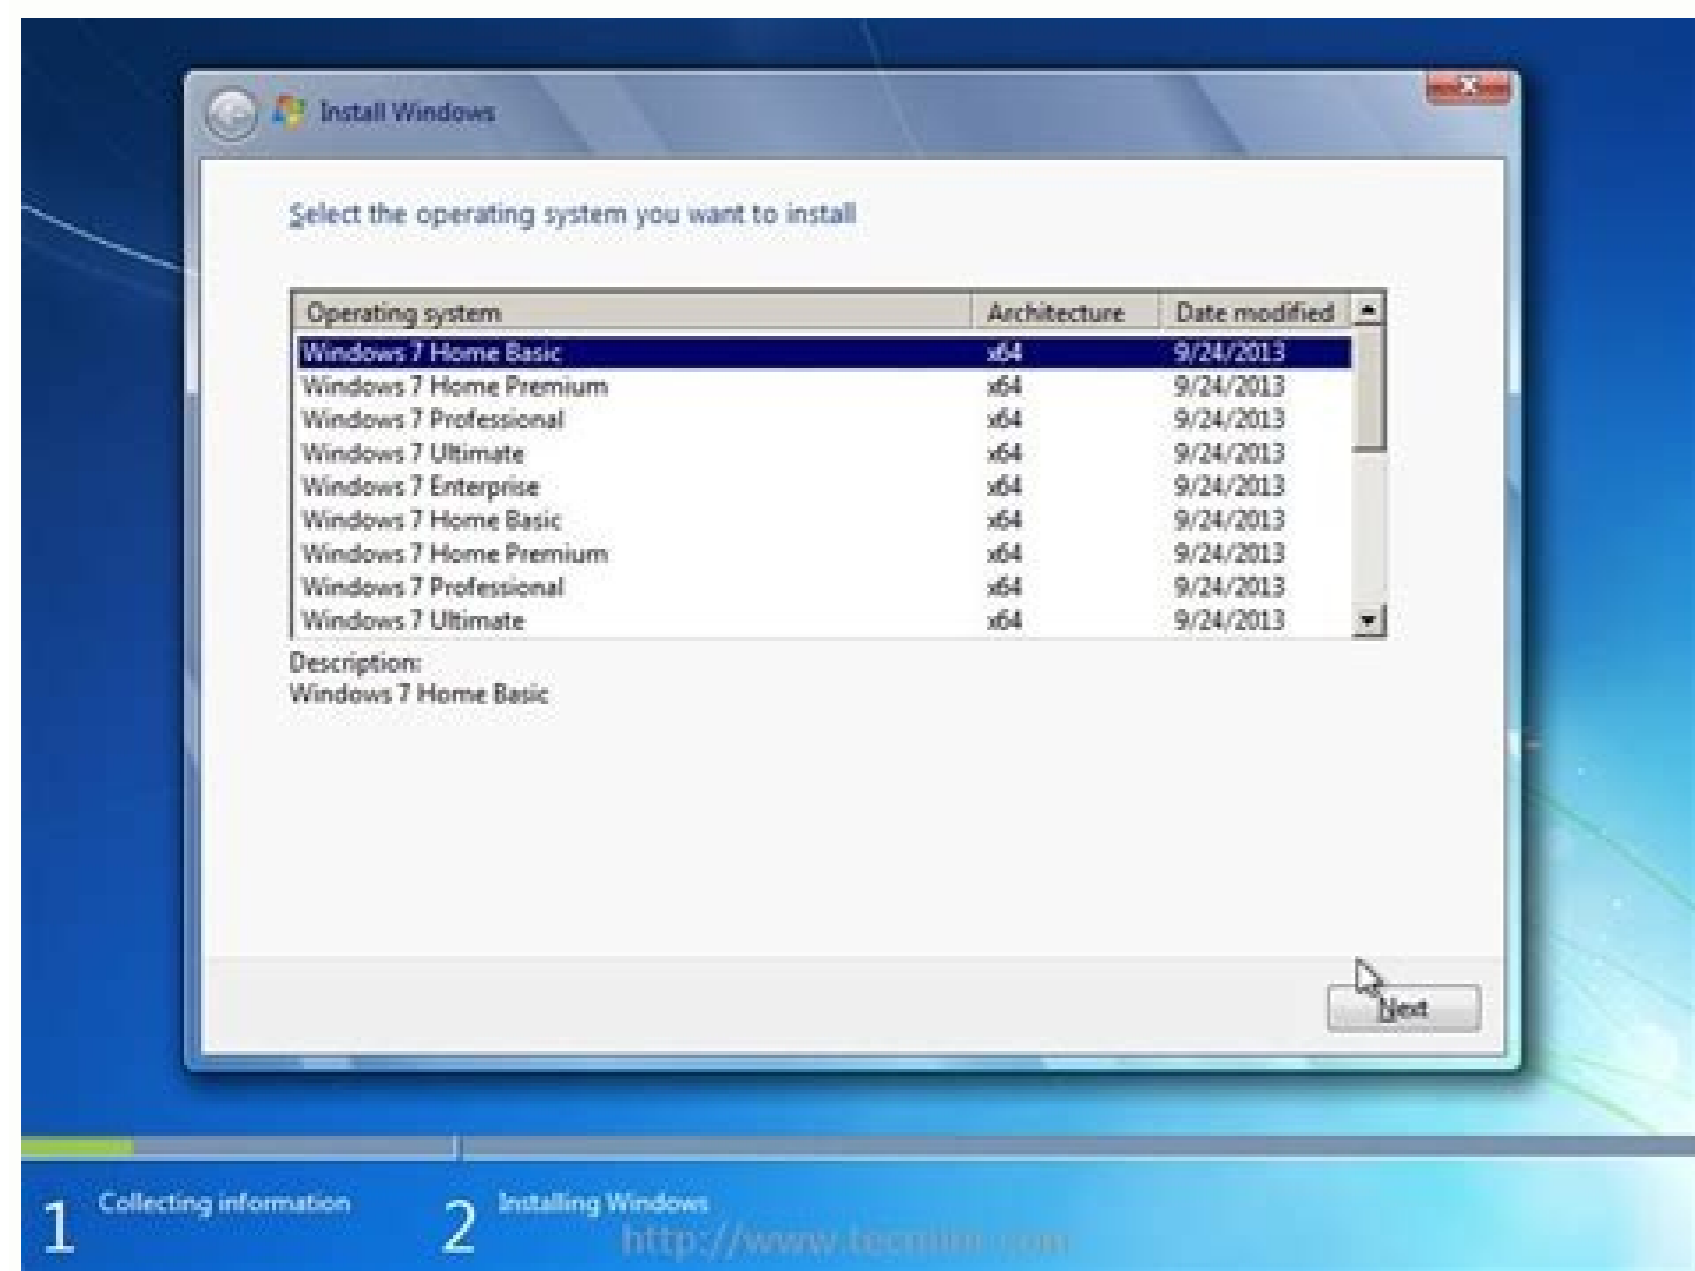 Install Windows
Select the operating system you want to install
Operating system Architecture Date modified
Windows 7 Home Basic x64 9/24/2013
Windows 7 Home Premium x64 9/24/2013
Windows 7 Professional x64 9/24/2013
Windows 7 Ultimate x64 9/24/2013
Windows 7 Enterprise x64 9/24/2013
Windows 7 Home Basic x64 9/24/2013
Windows 7 Home Premium x64 9/24/2013
Windows 7 Professional x64 9/24/2013
Windows 7 Ultimate x64 9/24/2013
Description:
Windows 7 Home Basic
Next
1 Collecting information 2 Installing Windows